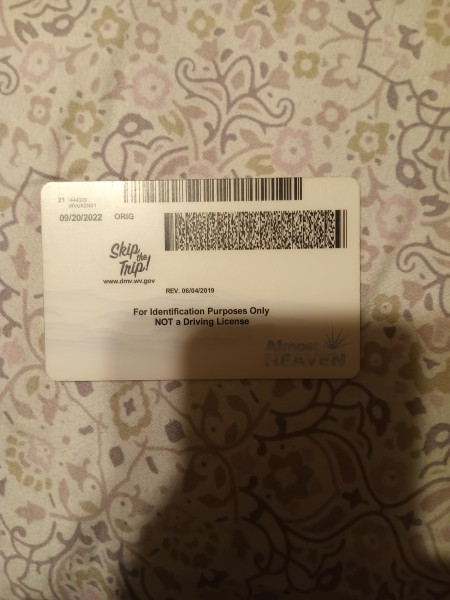 21
09/20/2022 ORIG
Skip
the
Trip!
www.dmv.wv.gov
REV. 06/04/2019
For Identification Purposes Only
NOT a Driving License
Almost
HEAVEN